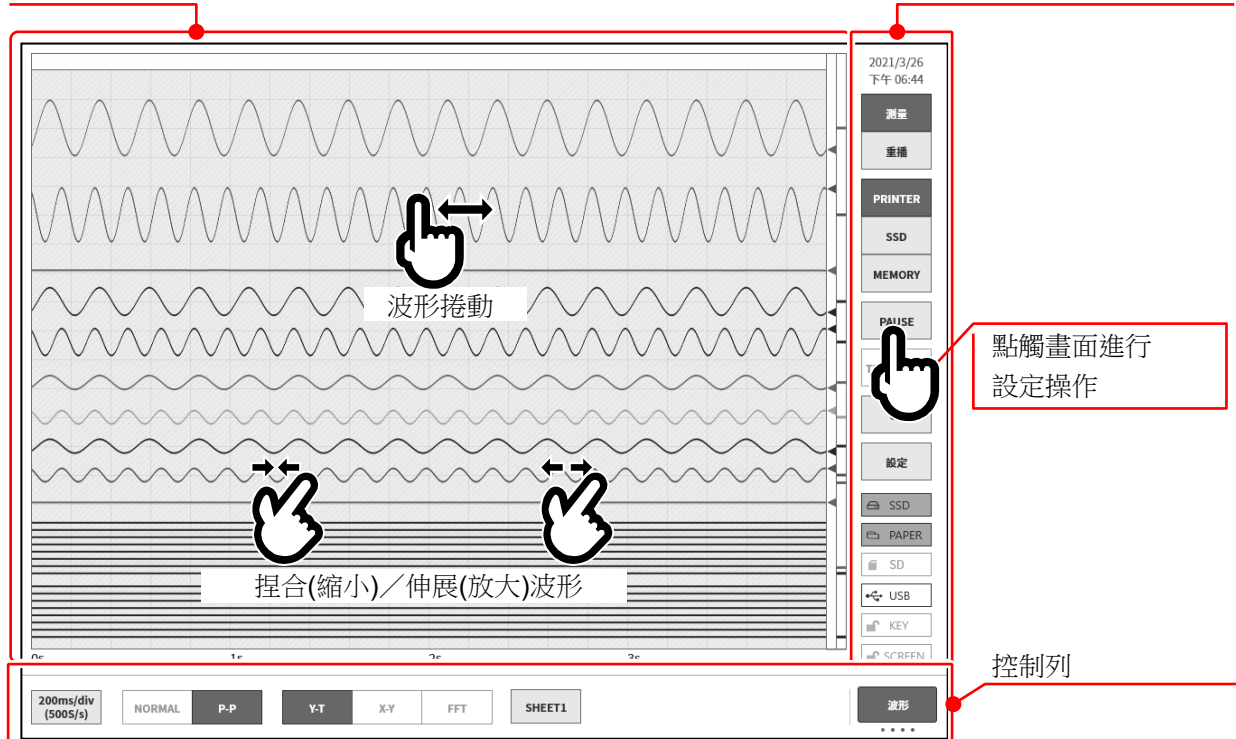 2021/3/26
下午 06:44
測量
重播
PRINTER
SSD
MEMORY
PAUSE
設定
SSD
PAPER
SD
USB
KEY
SCREEN
波形捲動
點觸畫面進行
設定操作
捏合(縮小)／伸展(放大)波形
0s 1s 2s 3s
控制列
200ms/div
(500S/s)
NORMAL P-P Y-T X-Y FFT SHEET1 波形